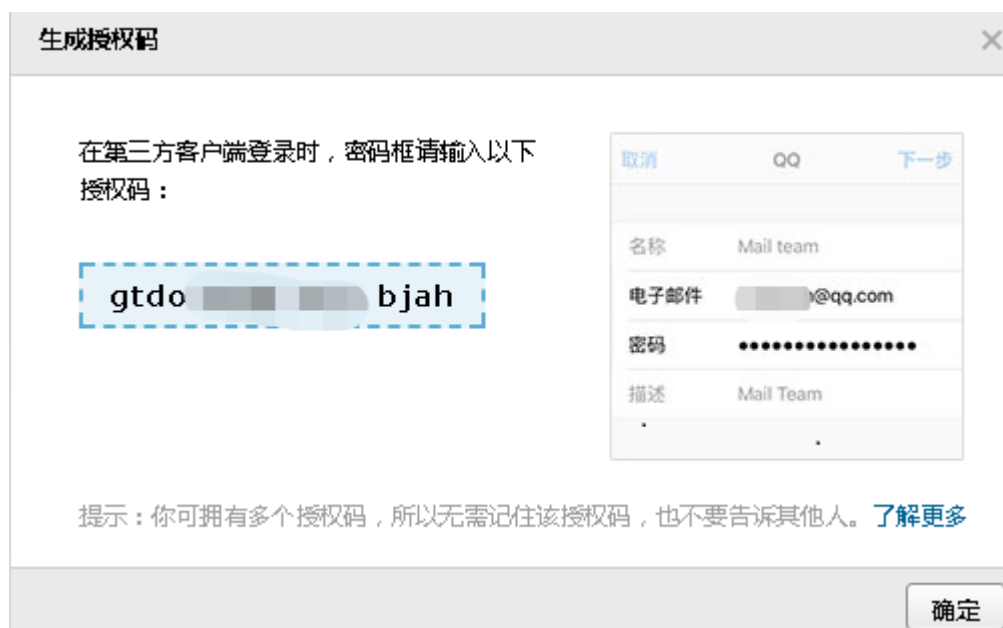 生成授权码
在第三方客户端登录时，密码框请输入以下
授权码：
gtdo bjah
取消 QQ 下一步
名称 Mail team
电子邮件 @qq.com
密码 ••••••••••••••••
描述 Mail Team
提示：你可拥有多个授权码，所以无需记住该授权码，也不要告诉其他人。了解更多
确定